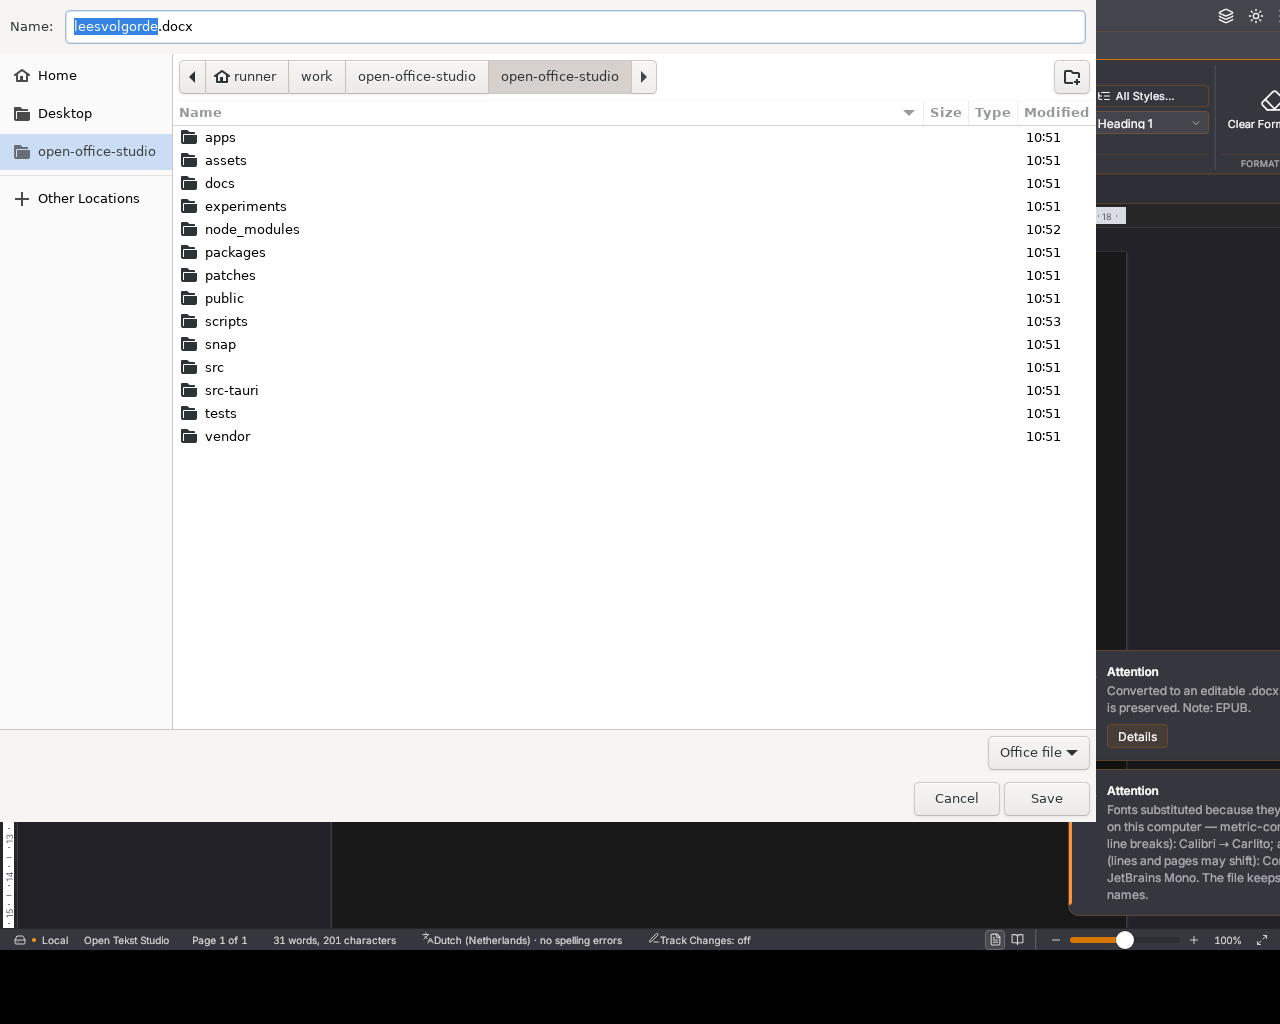 Name: leesvolgorde.docx
Home
Desktop
open-office-studio
Other Locations
runner work open-office-studio open-office-studio
Name Size Type Modified
apps 10:51
assets 10:51
docs 10:51
experiments 10:51
node_modules 10:52
packages 10:51
patches 10:51
public 10:51
scripts 10:53
snap 10:51
src 10:51
src-tauri 10:51
tests 10:51
vendor 10:51
Office file
Cancel Save
All Styles...
Heading 1
Clear Form
FORMAT
· 18 ·
Attention
Converted to an editable .docx
is preserved. Note: EPUB.
Details
Attention
Fonts substituted because they
on this computer — metric-co
line breaks): Calibri → Carlito;
(lines and pages may shift): Co
JetBrains Mono. The file keeps
names.
13
14
15
Local Open Tekst Studio Page 1 of 1 31 words, 201 characters Dutch (Netherlands) · no spelling errors Track Changes: off 100%